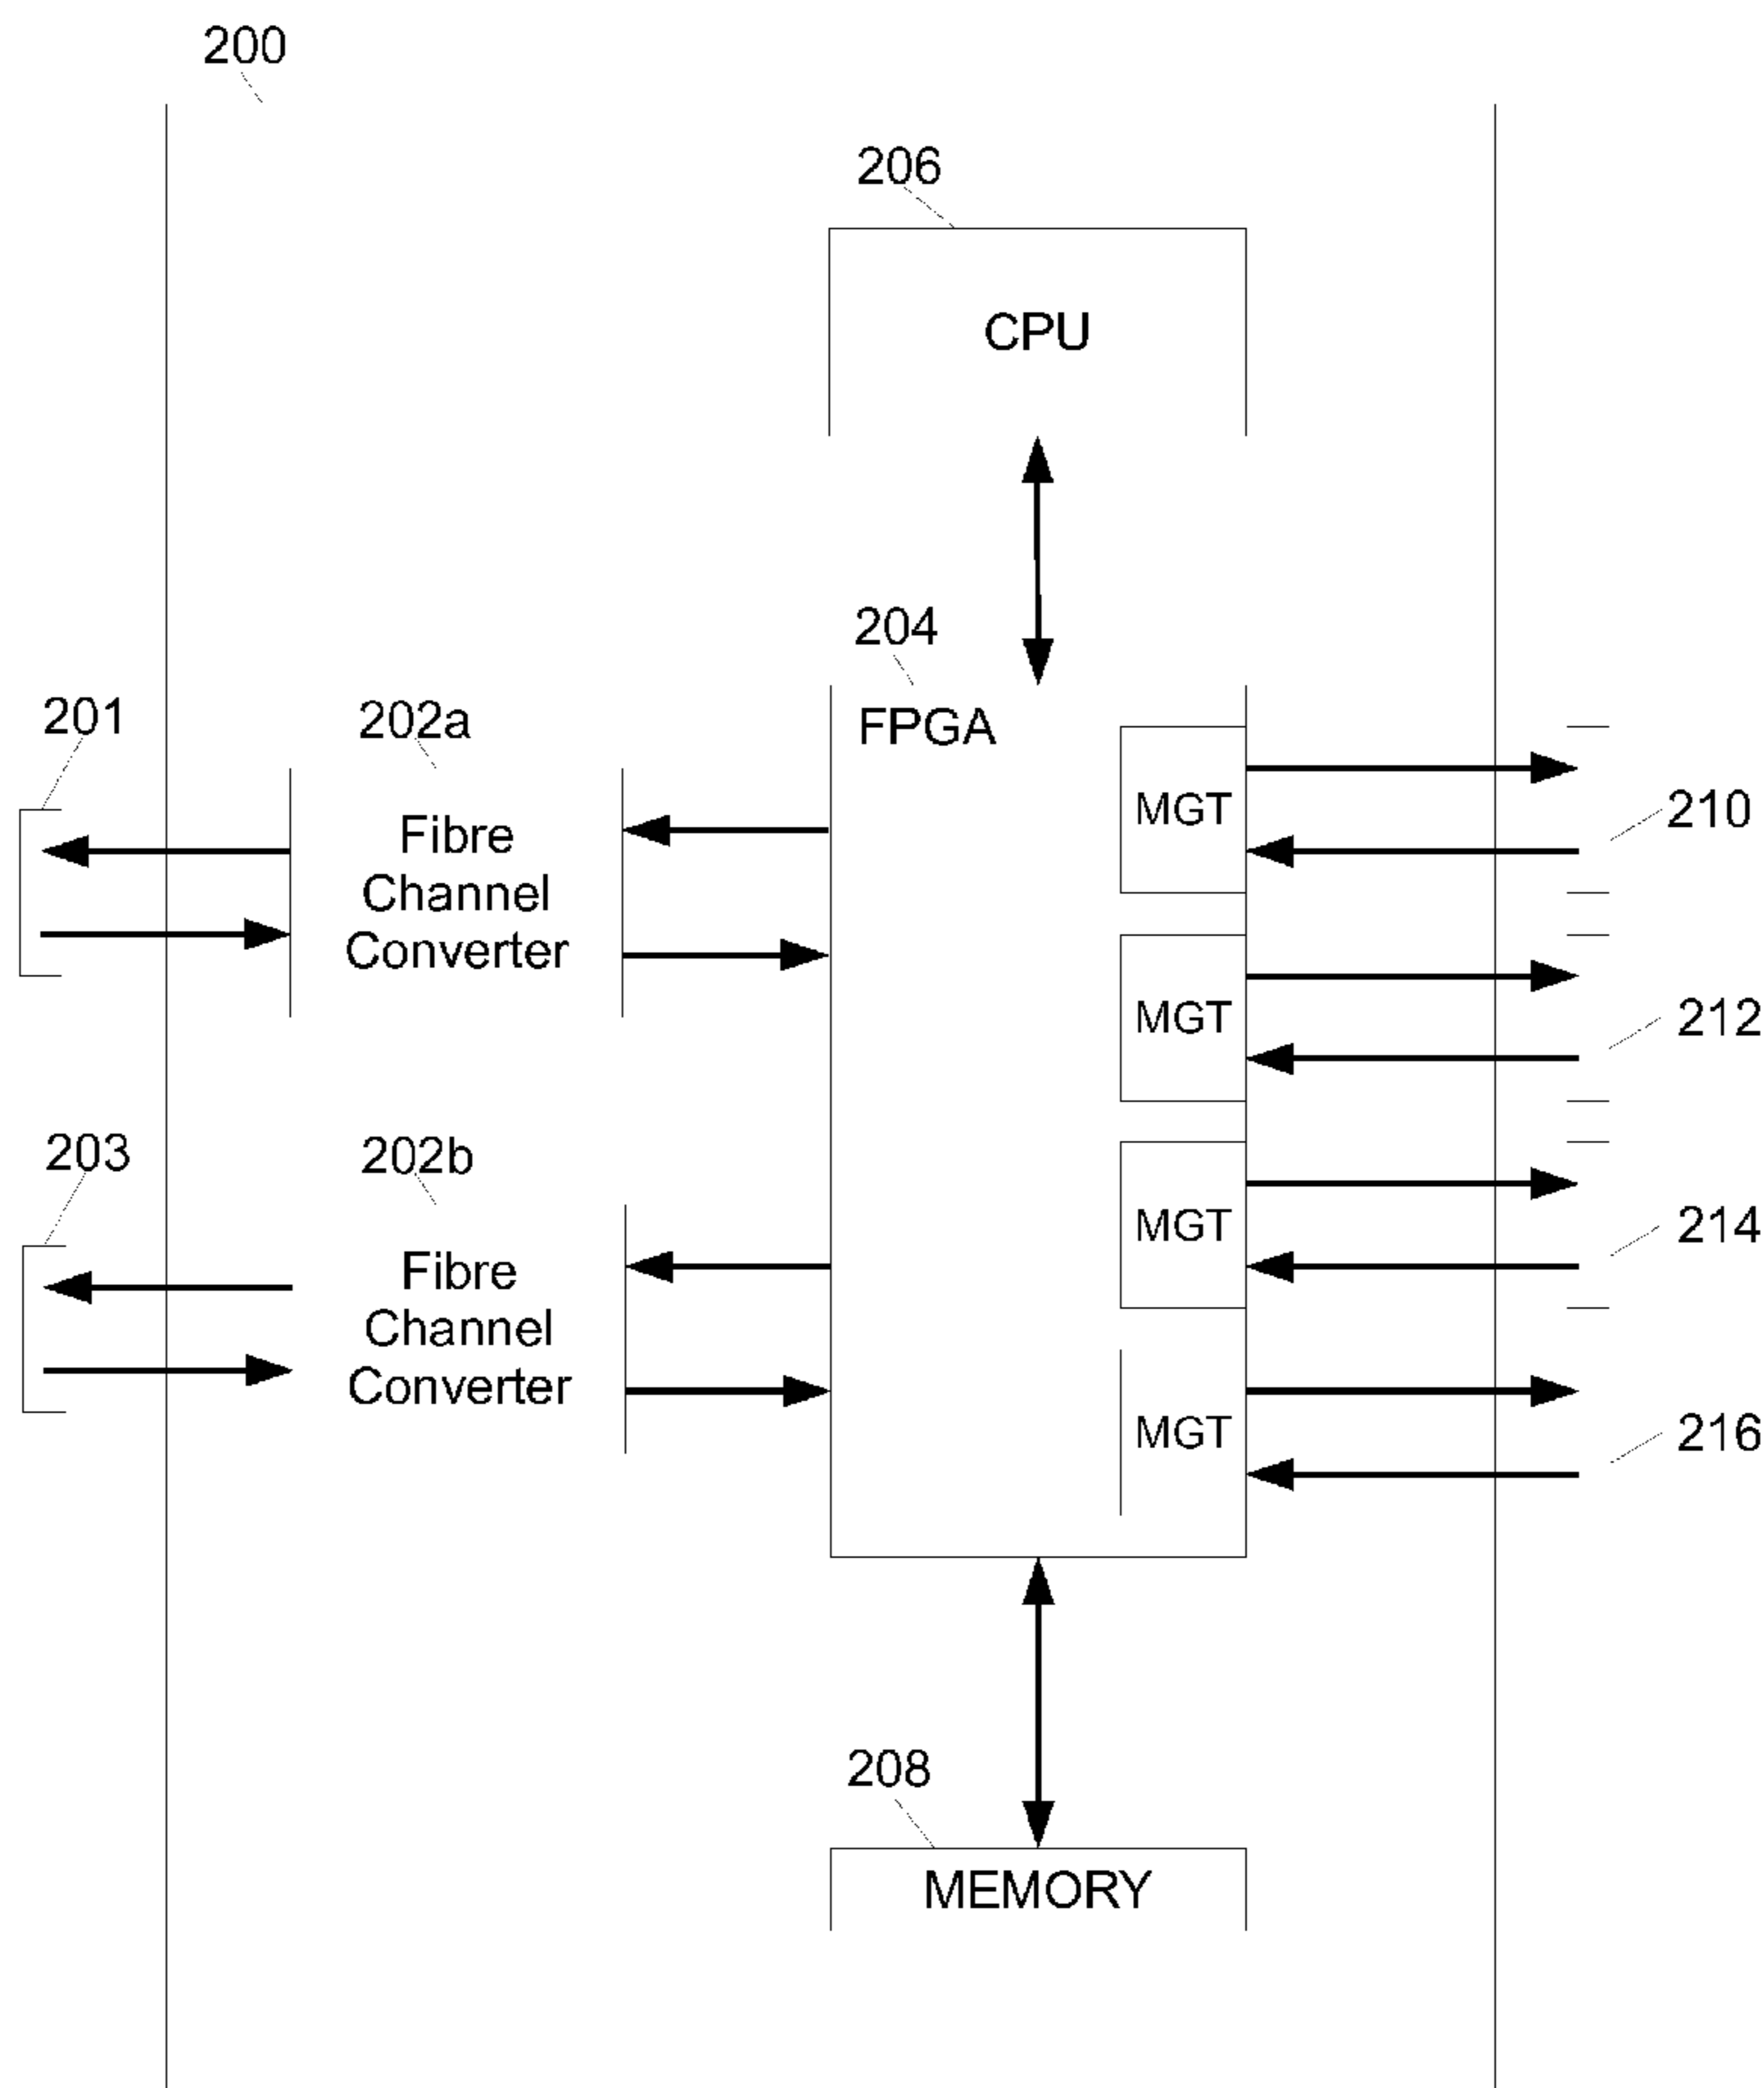 200
206
CPU
204
FPGA
201
202a
Fibre
Channel
Converter
MGT
210
MGT
212
203
202b
Fibre
Channel
Converter
MGT
214
MGT
216
208
MEMORY